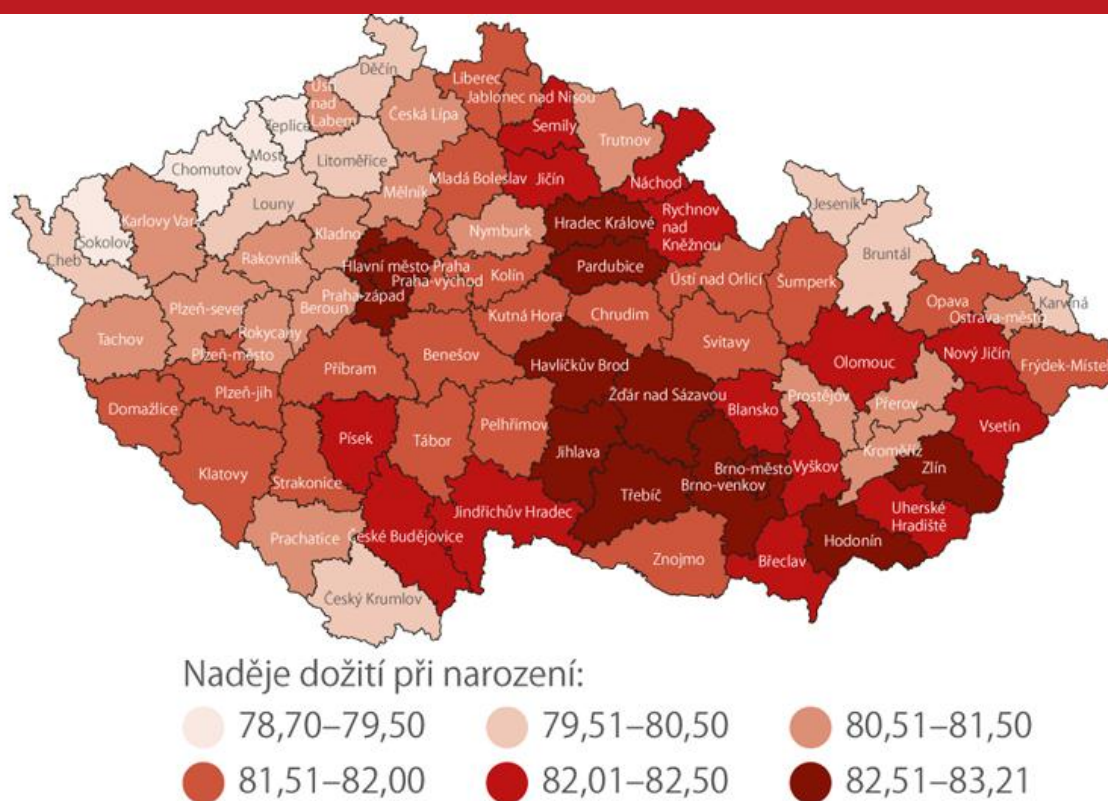 Děčín
Liberec
Ústí
nad
Labem
Jablonec nad Nisou
Česká Lípa
Teplice
Semily
Trutnov
Most
Litoměřice
Chomutov
Mladá Boleslav
Jičín
Náchod
Mělník
Louny
Jeseník
Rychnov
nad
Kněžnou
Karlovy Vary
Hradec Králové
Kladno
Nymburk
Sokolov
Bruntál
Cheb
Rakovník
Hlavní město Praha
Pardubice
Praha-východ
Kolín
Ústí nad Orlicí
Šumperk
Praha-západ
Beroun
Opava
Karviná
Plzeň-sever
Kutná Hora
Chrudim
Ostrava-město
Rokycany
Tachov
Svitavy
Plzeň-město
Benešov
Nový Jičín
Olomouc
Příbram
Havlíčkův Brod
Frýdek-Místek
Plzeň-jih
Žďár nad Sázavou
Prostějov
Přerov
Domažlice
Blansko
Pelhřimov
Vsetín
Písek
Tábor
Jihlava
Kroměříž
Klatovy
Brno-město
Vyškov
Zlín
Strakonice
Brno-venkov
Třebíč
Uherské
Hradiště
Jindřichův Hradec
Prachatice
České Budějovice
Hodonín
Znojmo
Břeclav
Český Krumlov
Naděje dožití při narození:
78,70–79,50 79,51–80,50 80,51–81,50
81,51–82,00 82,01–82,50 82,51–83,21